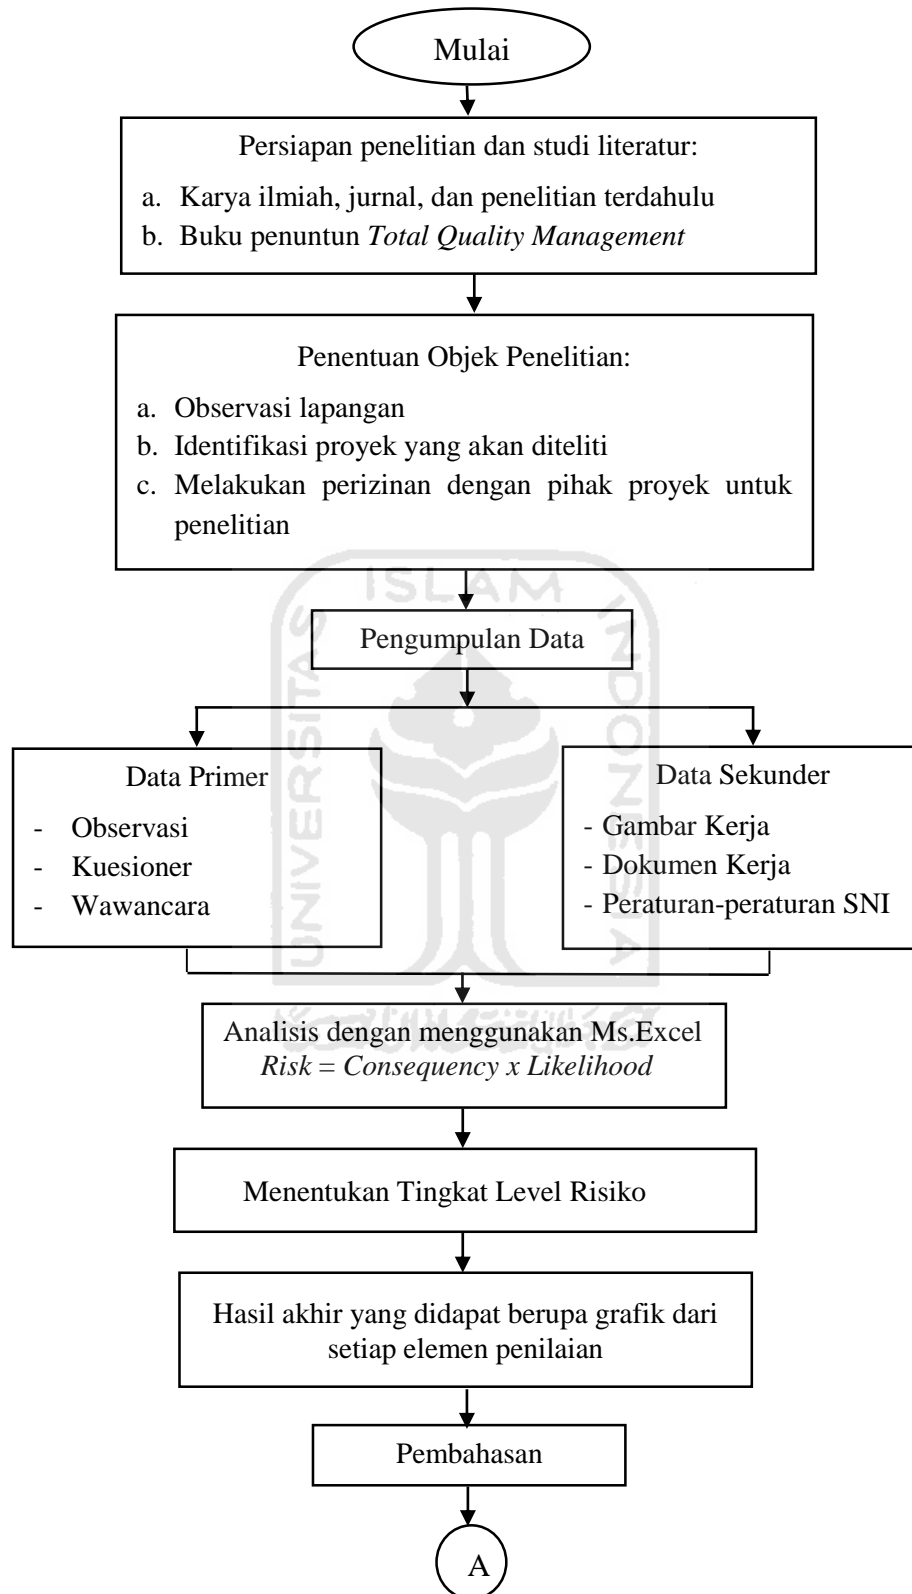 Mulai
Persiapan penelitian dan studi literatur:
a. Karya ilmiah, jurnal, dan penelitian terdahulu
b. Buku penuntun Total Quality Management
Penentuan Objek Penelitian:
a. Observasi lapangan
b. Identifikasi proyek yang akan diteliti
c. Melakukan perizinan dengan pihak proyek untuk
penelitian
Pengumpulan Data
Data Primer
- Observasi
- Kuesioner
- Wawancara
Data Sekunder
- Gambar Kerja
- Dokumen Kerja
- Peraturan-peraturan SNI
Analisis dengan menggunakan Ms.Excel
Risk = Consequency x Likelihood
Menentukan Tingkat Level Risiko
Hasil akhir yang didapat berupa grafik dari
setiap elemen penilaian
Pembahasan
A
UNIVERSITAS
ISLAM
INDONESIA